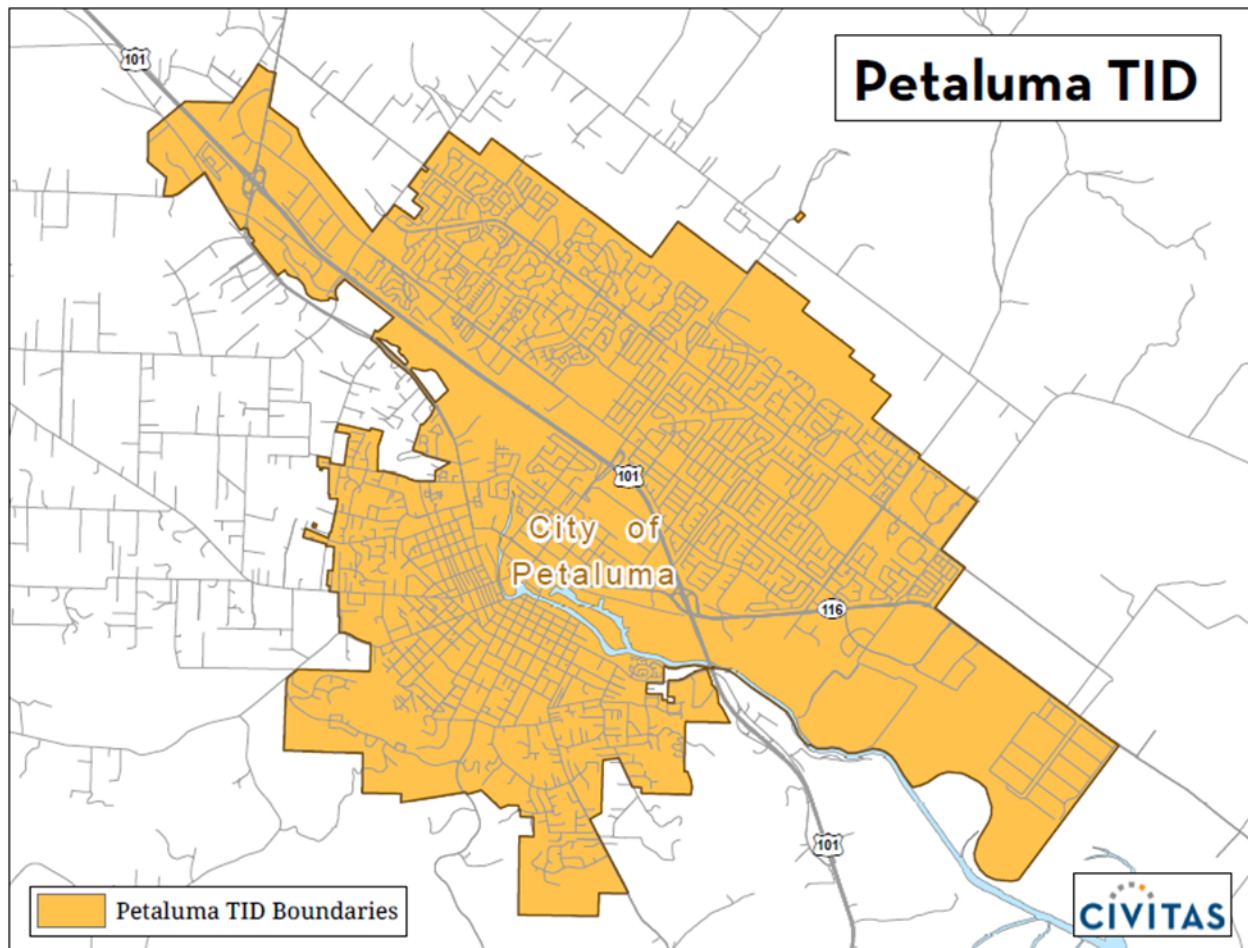 101
Petaluma TID
101
City of
Petaluma
116
101
Petaluma TID Boundaries
CIVITAS